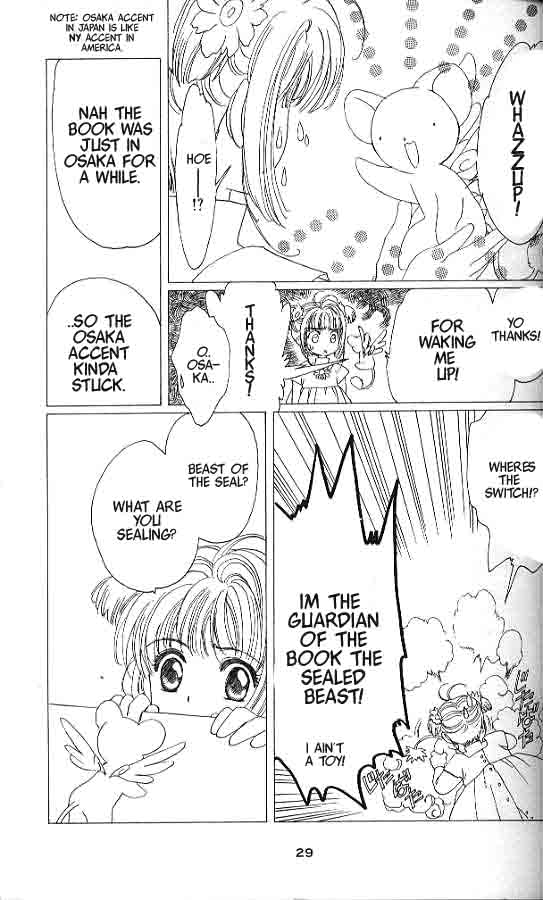 NOTE: OSAKA ACCENT
IN JAPAN IS LIKE
NY ACCENT IN
AMERICA.
WHAZZUP!
HOE
—
!?
YO
THANKS!
FOR
WAKING
ME
UP!
THANKS!
O.
OSA-
KA..
NAH THE
BOOK WAS
JUST IN
OSAKA FOR
A WHILE.
..SO THE
OSAKA
ACCENT
KINDA
STUCK.
WHERES
THE
SWITCH!?
IM THE
GUARDIAN
OF THE
BOOK THE
SEALED
BEAST!
I AIN'T
A TOY!
BEAST OF
THE SEAL?
WHAT ARE
YOU
SEALING?
29